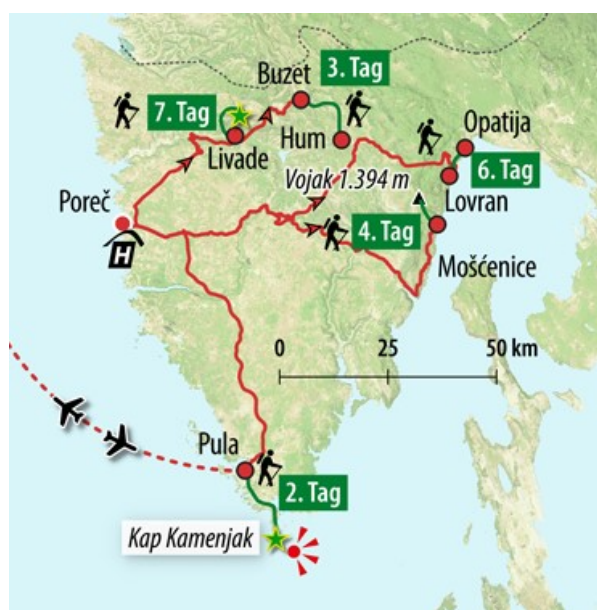 Buzet
3. Tag
7. Tag
Opatija
Livade
Hum
6. Tag
Vojak 1.394 m
Lovran
Poreč
4. Tag
H
Mošćenice
0
25
50 km
Pula
2. Tag
Kap Kamenjak